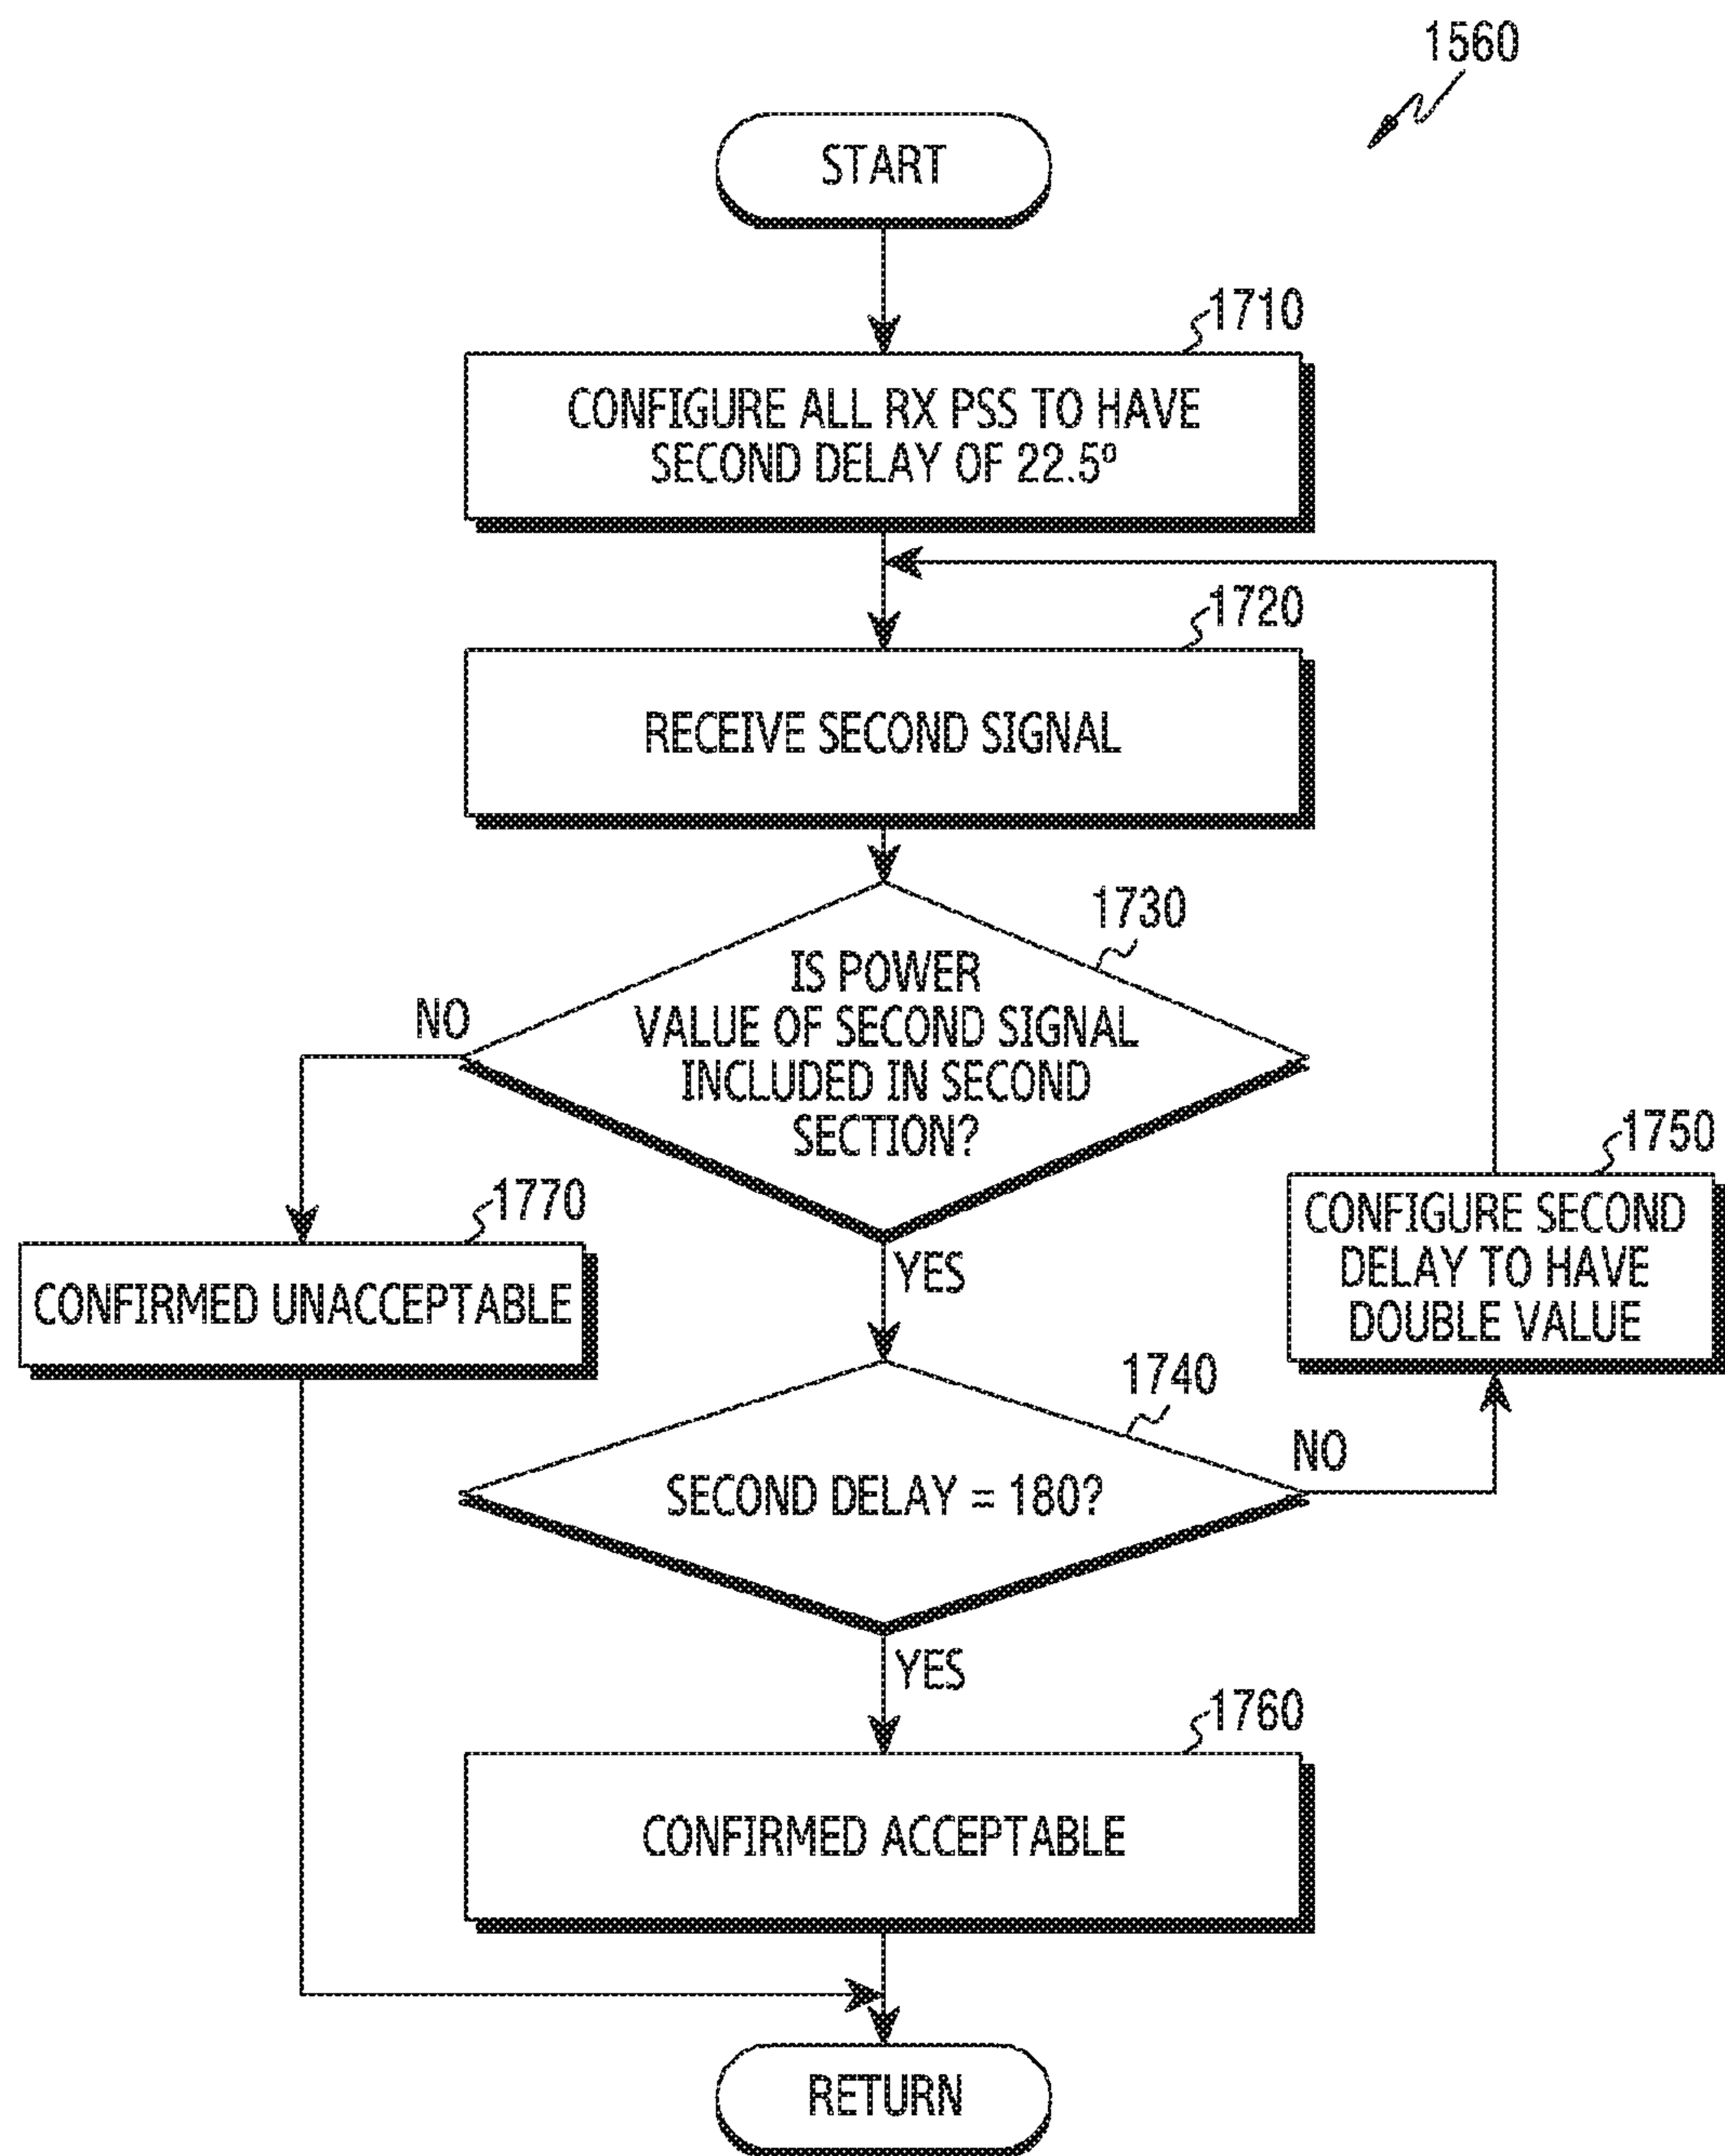 1560
START
1710
CONFIGURE ALL RX PSS TO HAVE
SECOND DELAY OF 22.5º
1720
RECEIVE SECOND SIGNAL
1730
IS POWER
VALUE OF SECOND SIGNAL
INCLUDED IN SECOND
SECTION?
NO
YES
1770
CONFIRMED UNACCEPTABLE
1750
CONFIGURE SECOND
DELAY TO HAVE
DOUBLE VALUE
1740
SECOND DELAY = 180?
NO
YES
1760
CONFIRMED ACCEPTABLE
RETURN